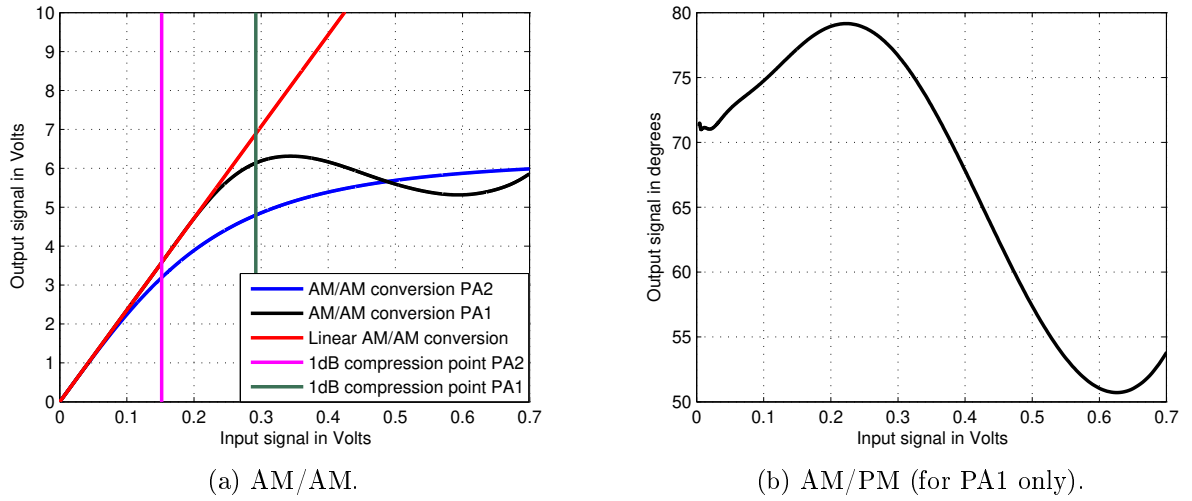 10
9
8
7
6
5
4
3
2
1
0
Output signal in Volts
AM/AM conversion PA2
AM/AM conversion PA1
Linear AM/AM conversion
1dB compression point PA2
1dB compression point PA1
0 0.1 0.2 0.3 0.4 0.5 0.6 0.7
Input signal in Volts
(a) AM/AM.
80
75
70
65
60
55
50
Output signal in degrees
0 0.1 0.2 0.3 0.4 0.5 0.6 0.7
Input signal in Volts
(b) AM/PM (for PA1 only).